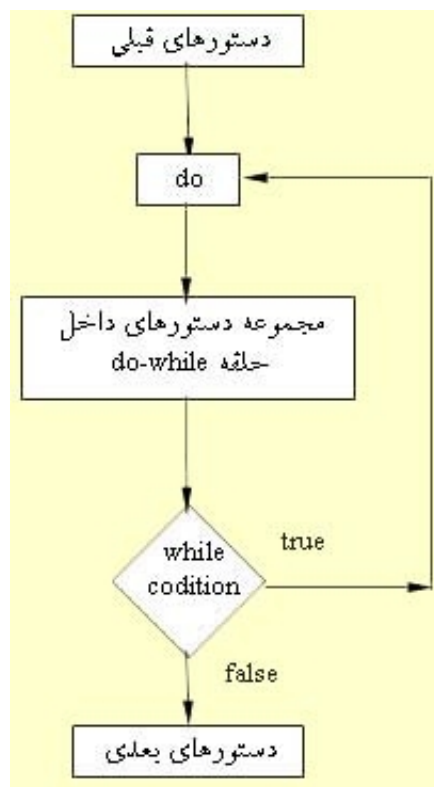 دستورهای قبلی
do
مجموعه دستورهای داخل
حلقه do-while
while
codition
true
false
دستورهای بعدی